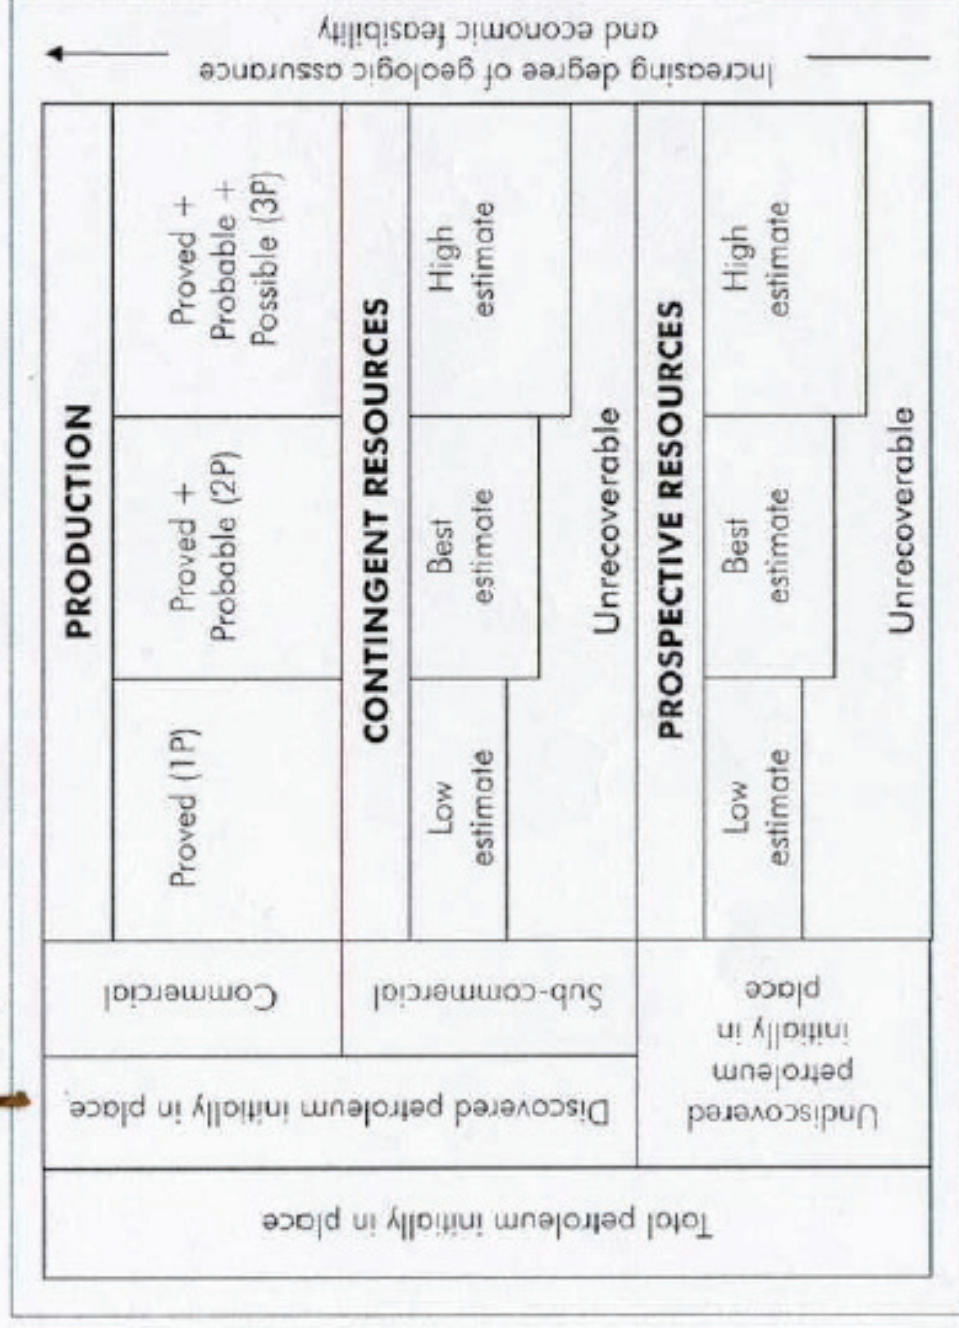 Total petroleum initially in place
Discovered petroleum initially in place
Undiscovered
petroleum
initially in
place
Commercial
Sub-commercial
PRODUCTION
Proved (1P)
Proved +
Probable (2P)
Proved +
Probable +
Possible (3P)
CONTINGENT RESOURCES
Low
estimate
Best
estimate
High
estimate
Unrecoverable
PROSPECTIVE RESOURCES
Low
estimate
Best
estimate
High
estimate
Unrecoverable
Increasing degree of geologic assurance
and economic feasibility